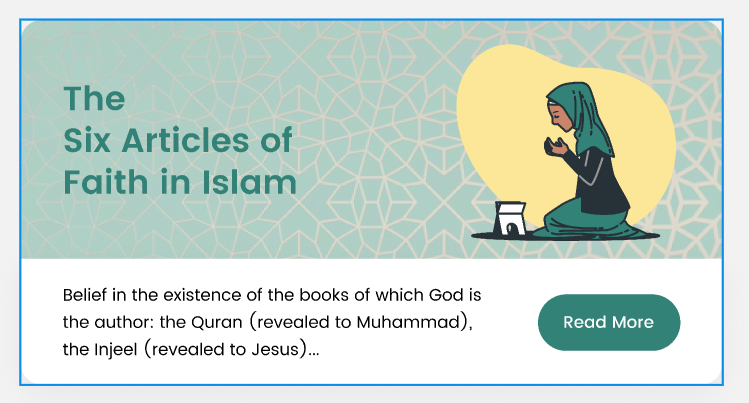 The
Six Articles of
Faith in Islam
Belief in the existence of the books of which God is
the author: the Quran (revealed to Muhammad),
the Injeel (revealed to Jesus)...
Read More